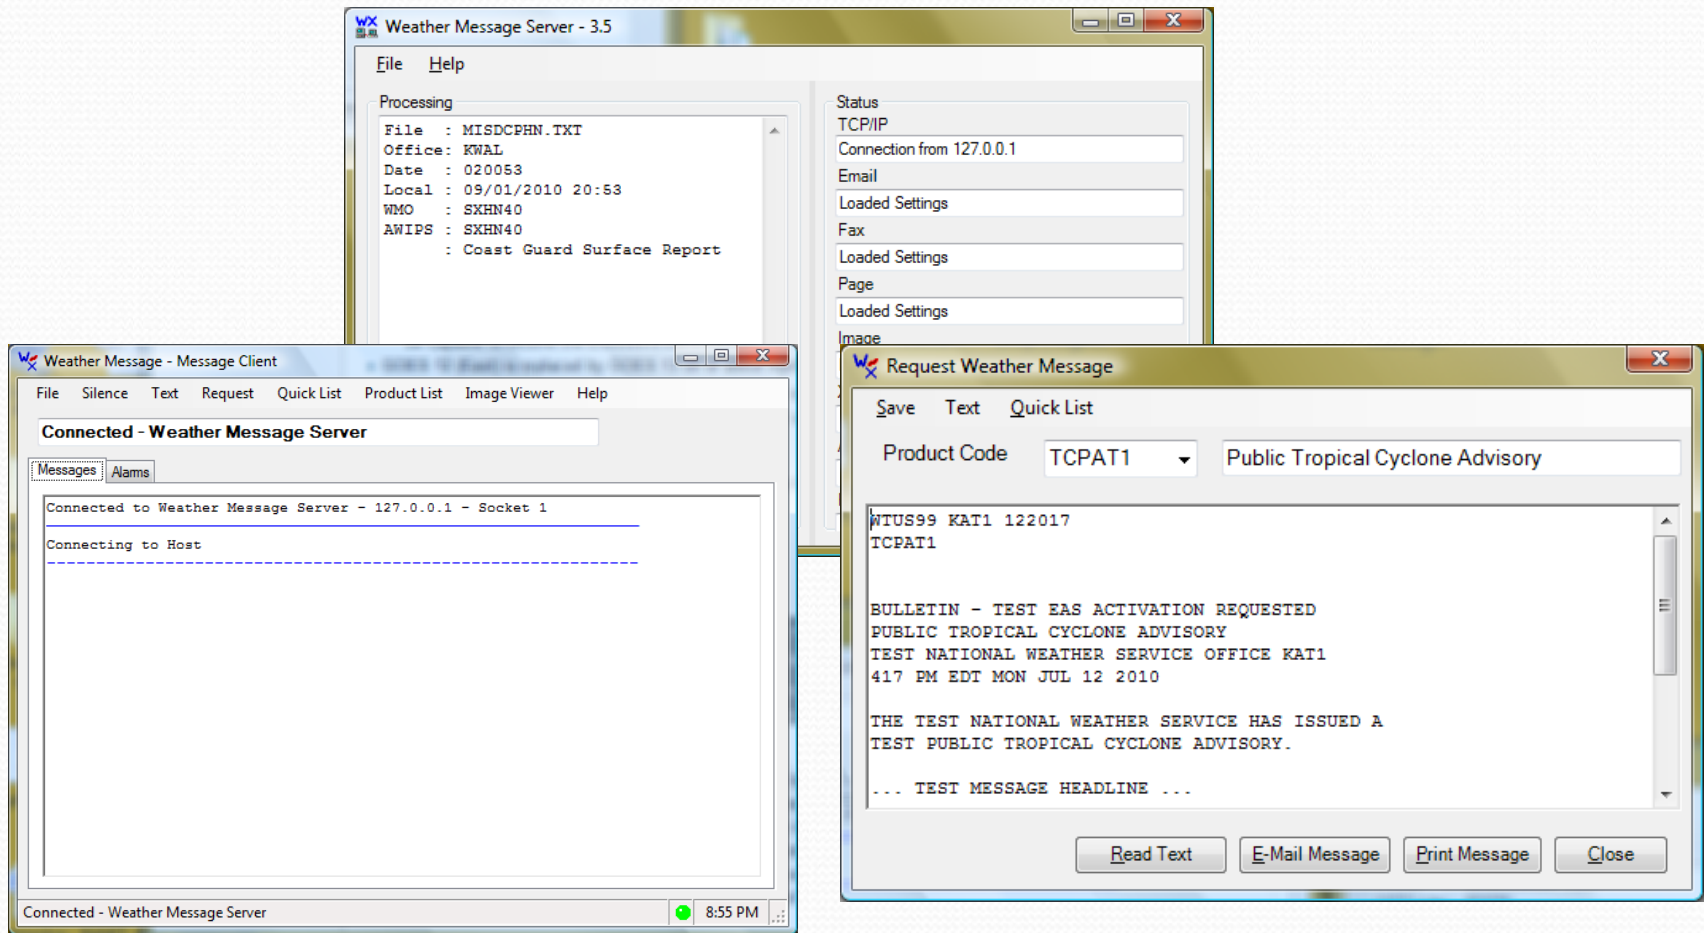 Weather Message Server - 3.5
File Help
Processing
File : MISDCPHN.TXT
Office: KWAL
Date : 020053
Local : 09/01/2010 20:53
WMO : SXHN40
AWIPS : SXHN40
: Coast Guard Surface Report
Status
TCP/IP
Connection from 127.0.0.1
Email
Loaded Settings
Fax
Loaded Settings
Page
Loaded Settings
Image
Weather Message - Message Client
File Silence Text Request Quick List Product List Image Viewer Help
Connected - Weather Message Server
Messages Alarms
Connected to Weather Message Server - 127.0.0.1 - Socket 1
Connecting to Host
Connected - Weather Message Server 8:55 PM
Request Weather Message
Save Text Quick List
Product Code TCPAT1 Public Tropical Cyclone Advisory
WTUS99 KAT1 122017
TCPAT1
BULLETIN - TEST EAS ACTIVATION REQUESTED
PUBLIC TROPICAL CYCLONE ADVISORY
TEST NATIONAL WEATHER SERVICE OFFICE KAT1
417 PM EDT MON JUL 12 2010
THE TEST NATIONAL WEATHER SERVICE HAS ISSUED A
TEST PUBLIC TROPICAL CYCLONE ADVISORY.
... TEST MESSAGE HEADLINE ...
Read Text E-Mail Message Print Message Close